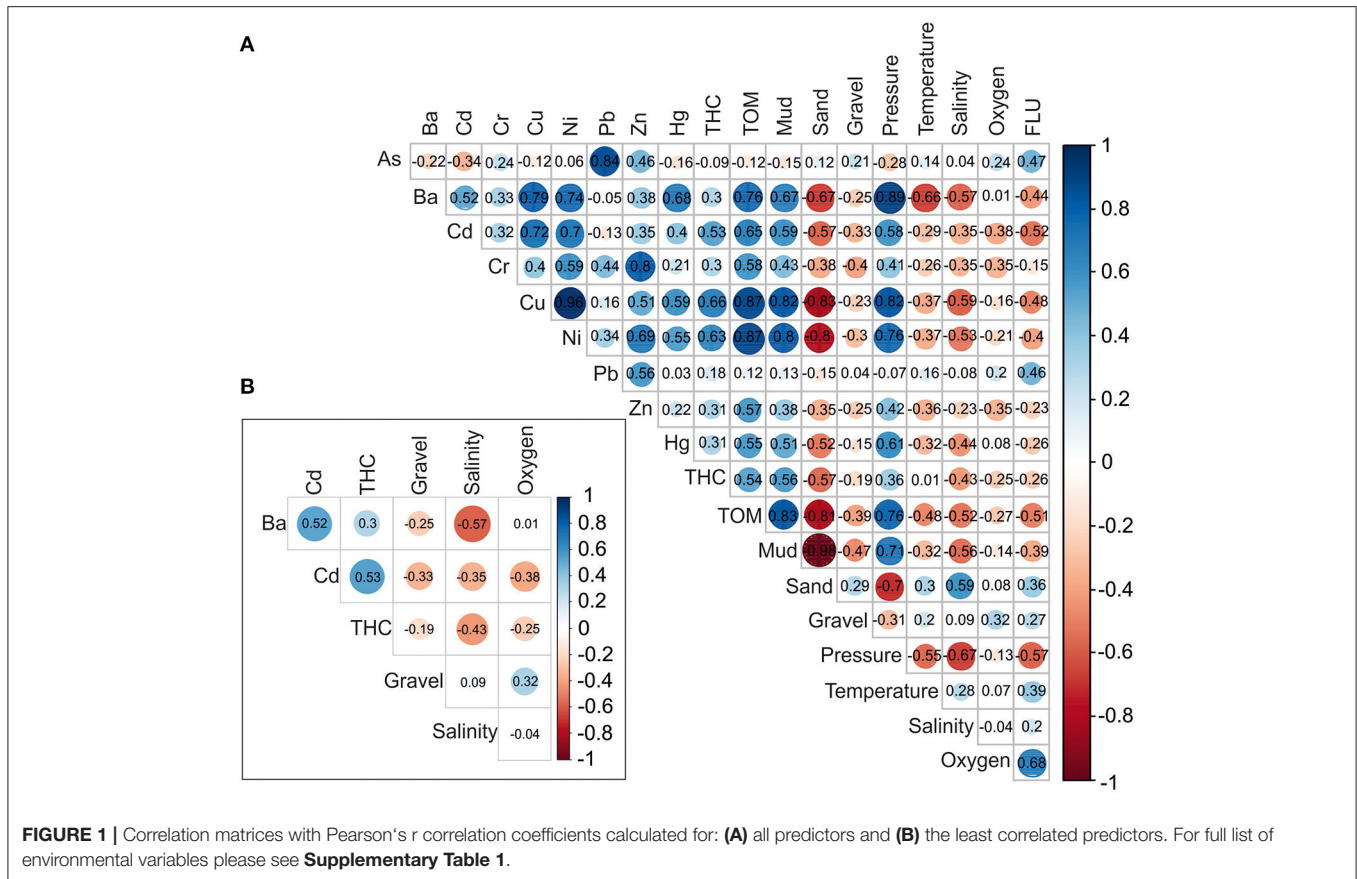 A
Ba Cd Cr Cu Ni Pb Zn Hg THC TOM Mud Sand Gravel Pressure Temperature Salinity Oxygen FLU
As -0.22 -0.34 0.24 -0.12 0.06 0.84 0.46 -0.16 -0.09 -0.12 -0.15 0.12 0.21 -0.28 0.14 0.04 0.24 0.47
Ba 0.52 0.33 0.79 0.74 -0.05 0.38 0.68 0.3 0.76 0.67 -0.67 -0.25 0.89 -0.66 -0.57 0.01 -0.44
Cd 0.32 0.72 0.7 -0.13 0.35 0.4 0.53 0.65 0.59 -0.57 -0.33 0.58 -0.29 -0.35 -0.38 -0.52
Cr 0.4 0.59 0.44 0.8 0.21 0.3 0.58 0.43 -0.38 -0.4 0.41 -0.26 -0.35 -0.35 -0.15
Cu 0.96 0.16 0.51 0.59 0.66 0.87 0.82 -0.83 -0.23 0.82 -0.37 -0.59 -0.16 -0.48
Ni 0.34 0.69 0.55 0.63 0.87 0.8 -0.8 -0.3 0.76 -0.37 -0.53 -0.21 -0.4
Pb 0.56 0.03 0.18 0.12 0.13 -0.15 0.04 -0.07 0.16 -0.08 0.2 0.46
Zn 0.22 0.31 0.57 0.38 -0.35 -0.25 0.42 -0.36 -0.23 -0.35 -0.23
Hg 0.31 0.55 0.51 -0.52 -0.15 0.61 -0.32 -0.44 0.08 -0.26
THC 0.54 0.56 -0.57 -0.19 0.36 0.01 -0.43 -0.25 -0.26
TOM 0.83 -0.81 -0.39 0.76 -0.48 -0.52 -0.27 -0.51
Mud -0.98 -0.47 0.71 -0.32 -0.56 -0.14 -0.39
Sand 0.29 -0.7 0.3 0.59 0.08 0.36
Gravel -0.31 0.2 0.09 0.32 0.27
Pressure -0.55 -0.67 -0.13 -0.57
Temperature 0.28 0.07 0.39
Salinity -0.04 0.2
Oxygen 0.68
1
0.8
0.6
0.4
0.2
0
-0.2
-0.4
-0.6
-0.8
-1
B
Cd THC Gravel Salinity Oxygen
Ba 0.52 0.3 -0.25 -0.57 0.01
Cd 0.53 -0.33 -0.35 -0.38
THC -0.19 -0.43 -0.25
Gravel 0.09 0.32
Salinity -0.04
1
0.8
0.6
0.4
0.2
0
-0.2
-0.4
-0.6
-0.8
-1
FIGURE 1 | Correlation matrices with Pearson's r correlation coefficients calculated for: (A) all predictors and (B) the least correlated predictors. For full list of
environmental variables please see Supplementary Table 1.